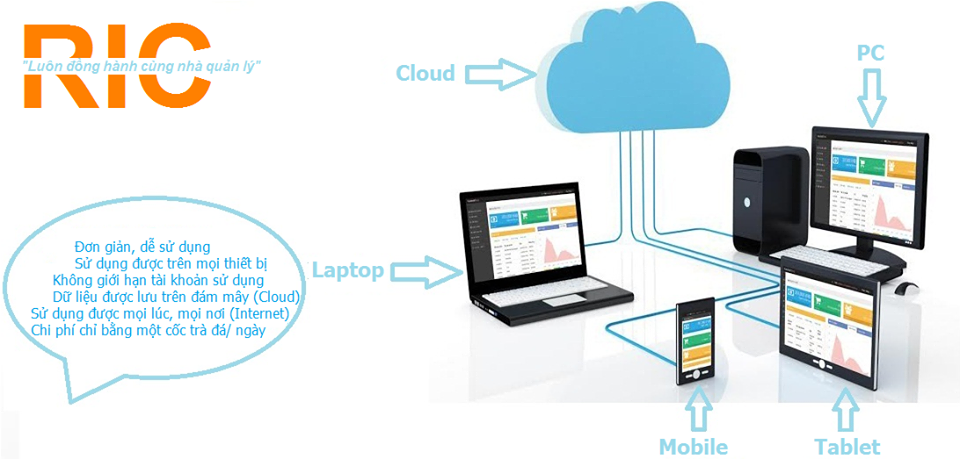 RIC
"Luôn đồng hành cùng nhà quản lý"
Cloud
PC
Laptop
Đơn giản, dễ sử dụng
Sử dụng được trên mọi thiết bị
Không giới hạn tài khoản sử dụng
Dữ liệu được lưu trên đám mây (Cloud)
Sử dụng được mọi lúc, mọi nơi (Internet)
Chi phí chỉ bằng một cốc trà đá/ ngày
Mobile
Tablet